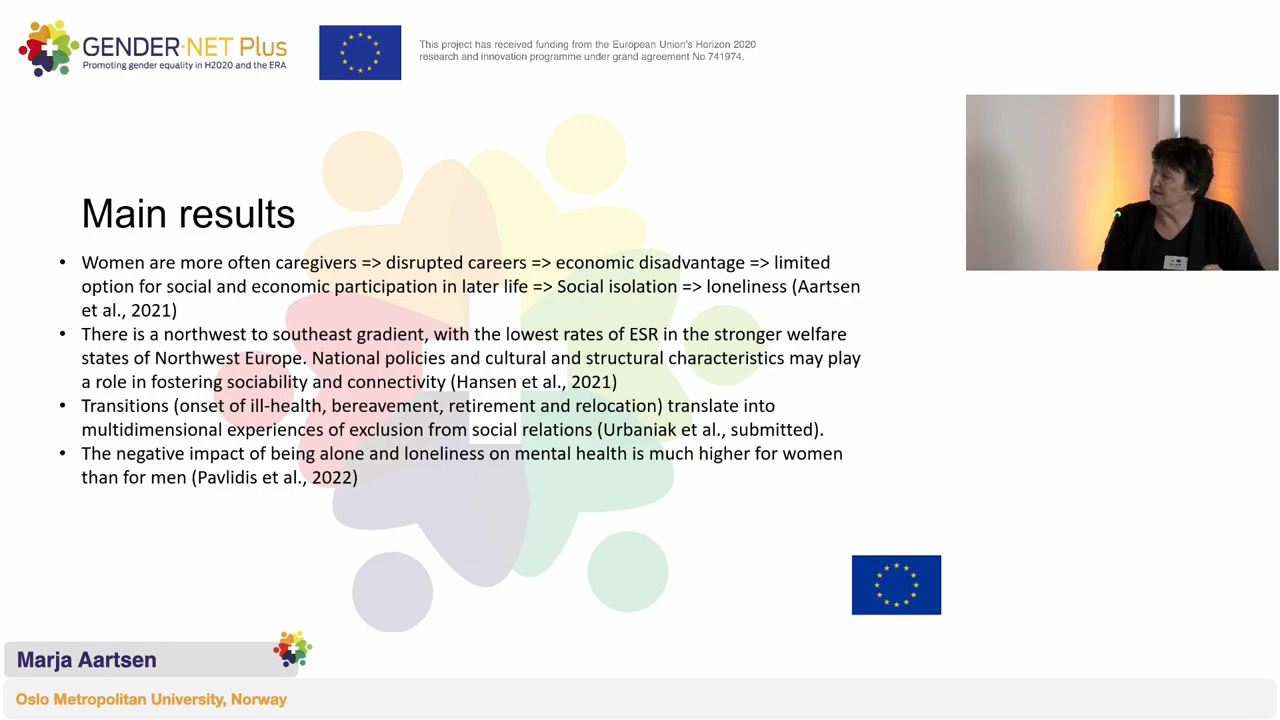 GENDER·NET Plus
Promoting gender equality in H2020 and the ERA
This project has received funding from the European Union's Horizon 2020
research and innovation programme under grand agreement No 741974.
Main results
• Women are more often caregivers => disrupted careers => economic disadvantage => limited
option for social and economic participation in later life => Social isolation => loneliness (Aartsen
et al., 2021)
• There is a northwest to southeast gradient, with the lowest rates of ESR in the stronger welfare
states of Northwest Europe. National policies and cultural and structural characteristics may play
a role in fostering sociability and connectivity (Hansen et al., 2021)
• Transitions (onset of ill-health, bereavement, retirement and relocation) translate into
multidimensional experiences of exclusion from social relations (Urbaniak et al., submitted).
• The negative impact of being alone and loneliness on mental health is much higher for women
than for men (Pavlidis et al., 2022)
Marja Aartsen
Oslo Metropolitan University, Norway